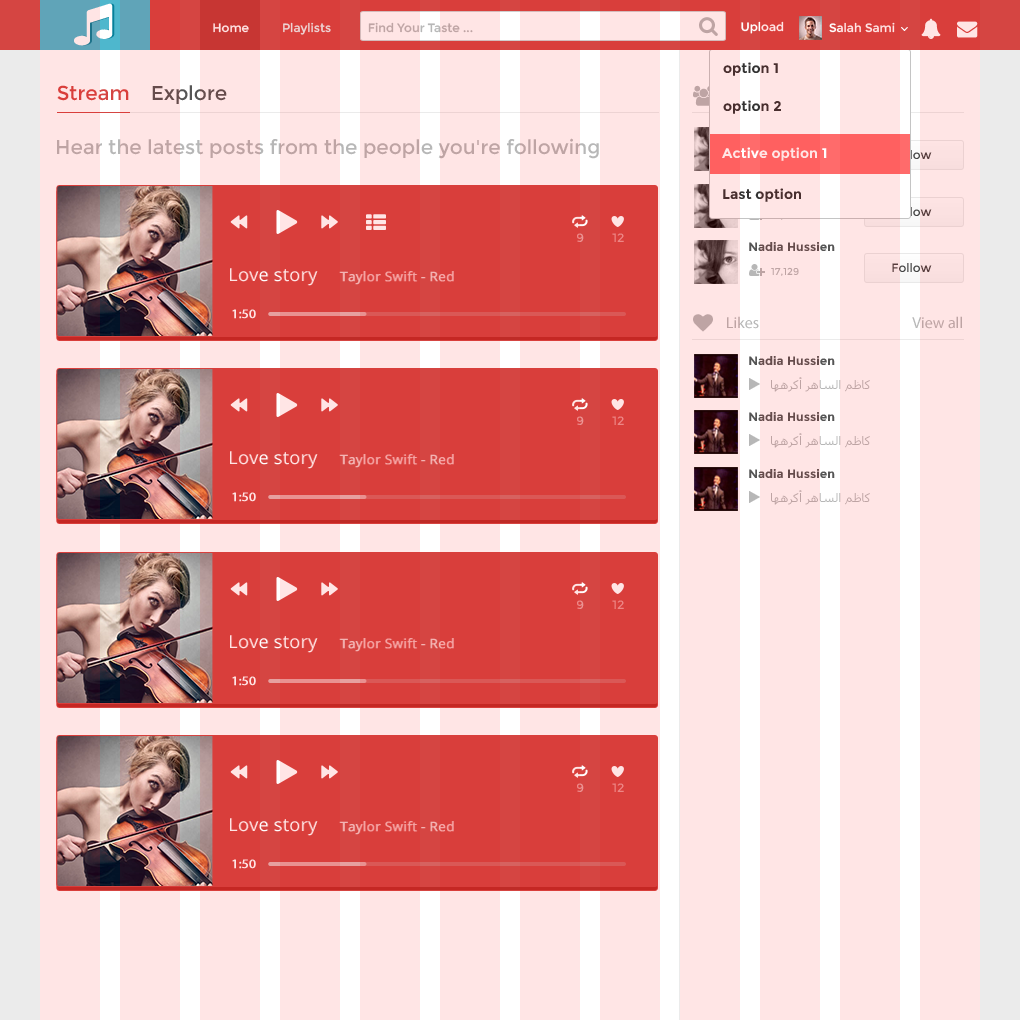 Home
Playlists
Find Your Taste ...
Upload
Salah Sami
option 1
option 2
Active option 1
Last option
Stream
Explore
Hear the latest posts from the people you're following
9
12
Love story
Taylor Swift - Red
1:50
9
12
Love story
Taylor Swift - Red
1:50
9
12
Love story
Taylor Swift - Red
1:50
9
12
Love story
Taylor Swift - Red
1:50
low
low
Nadia Hussien
17,129
Follow
Likes
View all
Nadia Hussien
كاظم الساهر أكرهها
Nadia Hussien
كاظم الساهر أكرهها
Nadia Hussien
كاظم الساهر أكرهها